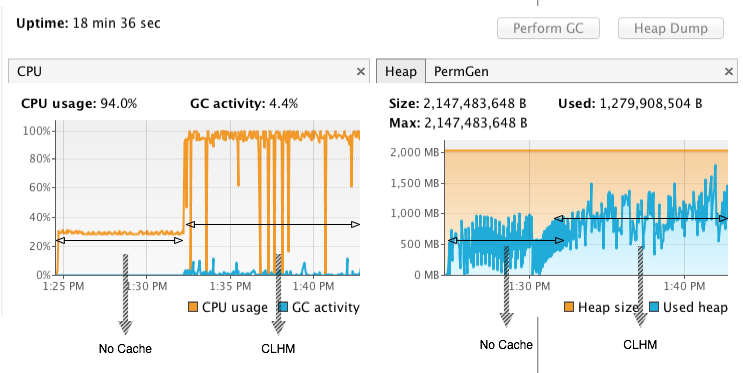 Uptime: 18 min 36 sec
Perform GC
Heap Dump
CPU
×
Heap
PermGen
×
CPU usage: 94.0%
GC activity: 4.4%
Size: 2,147,483,648 B
Used: 1,279,908,504 B
Max: 2,147,483,648 B
100%
80%
60%
40%
20%
0%
1:25 PM
1:30 PM
1:35 PM
1:40 PM
CPU usage
GC activity
2,000 MB
1,500 MB
1,000 MB
500 MB
0 MB
1:30 PM
1:40 PM
Heap size
Used heap
No Cache
CLHM
No Cache
CLHM